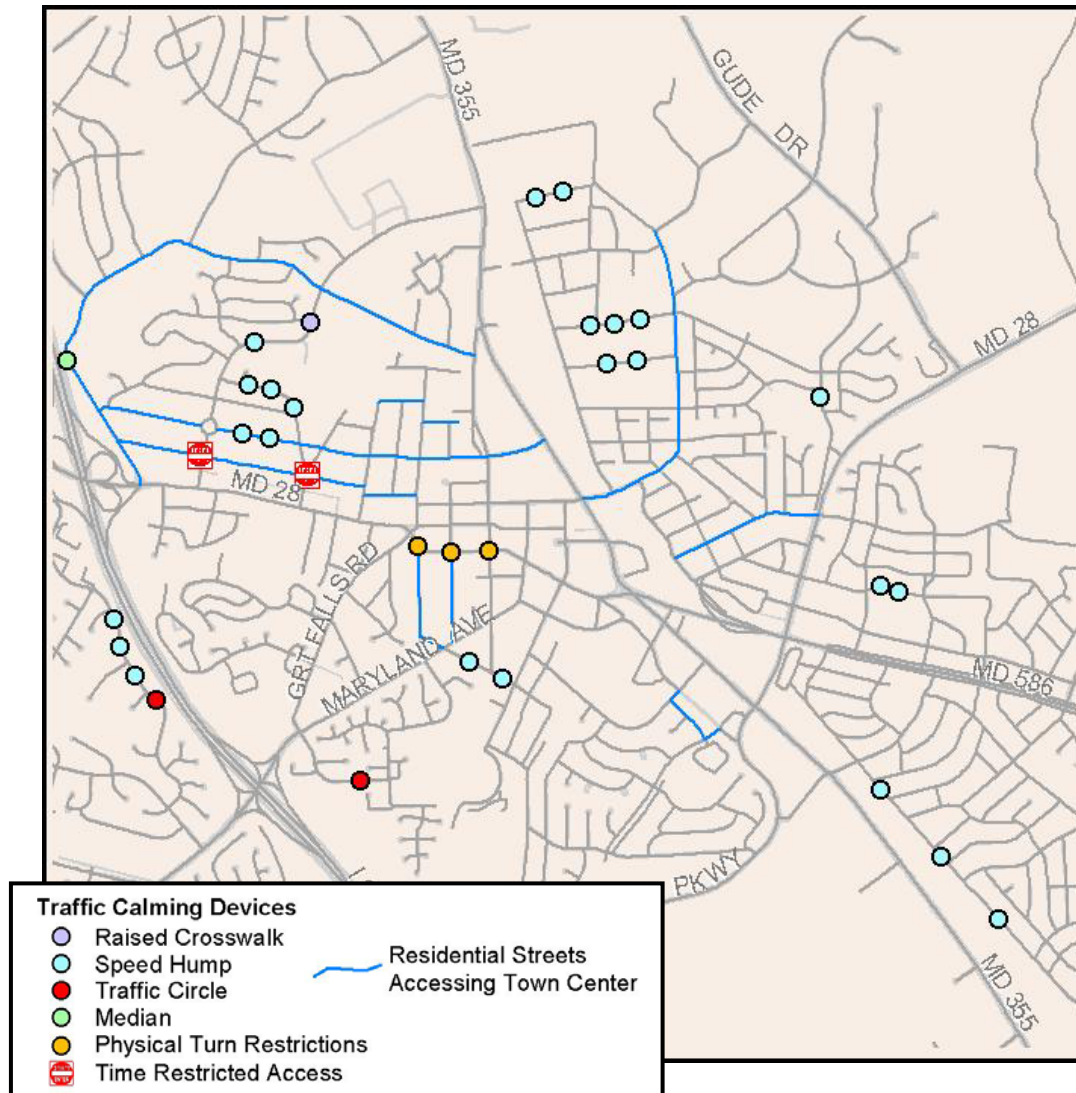 MD 355
GUDE DR
MD 28
MD 28
GRT FALLS RD
MARYLAND AVE
MD 586
PKWY
MD 355
Traffic Calming Devices
Raised Crosswalk
Speed Hump
Traffic Circle
Median
Physical Turn Restrictions
Time Restricted Access
Residential Streets
Accessing Town Center